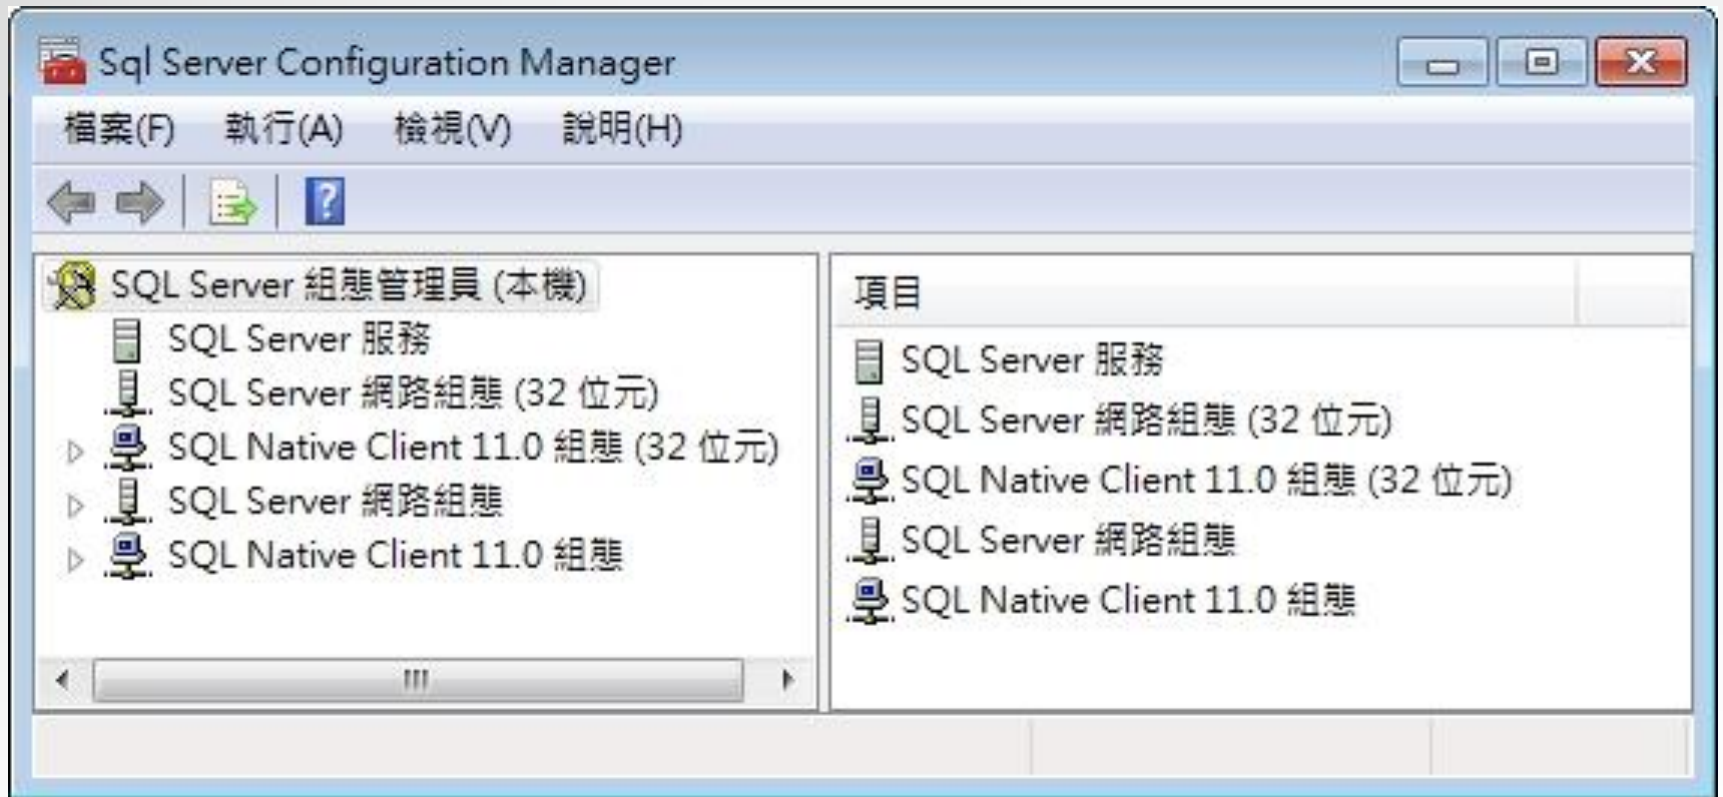 Sql Server Configuration Manager
檔案(F) 執行(A) 檢視(V) 說明(H)
SQL Server 組態管理員 (本機)
SQL Server 服務
SQL Server 網路組態 (32 位元)
SQL Native Client 11.0 組態 (32 位元)
SQL Server 網路組態
SQL Native Client 11.0 組態
項目
SQL Server 服務
SQL Server 網路組態 (32 位元)
SQL Native Client 11.0 組態 (32 位元)
SQL Server 網路組態
SQL Native Client 11.0 組態